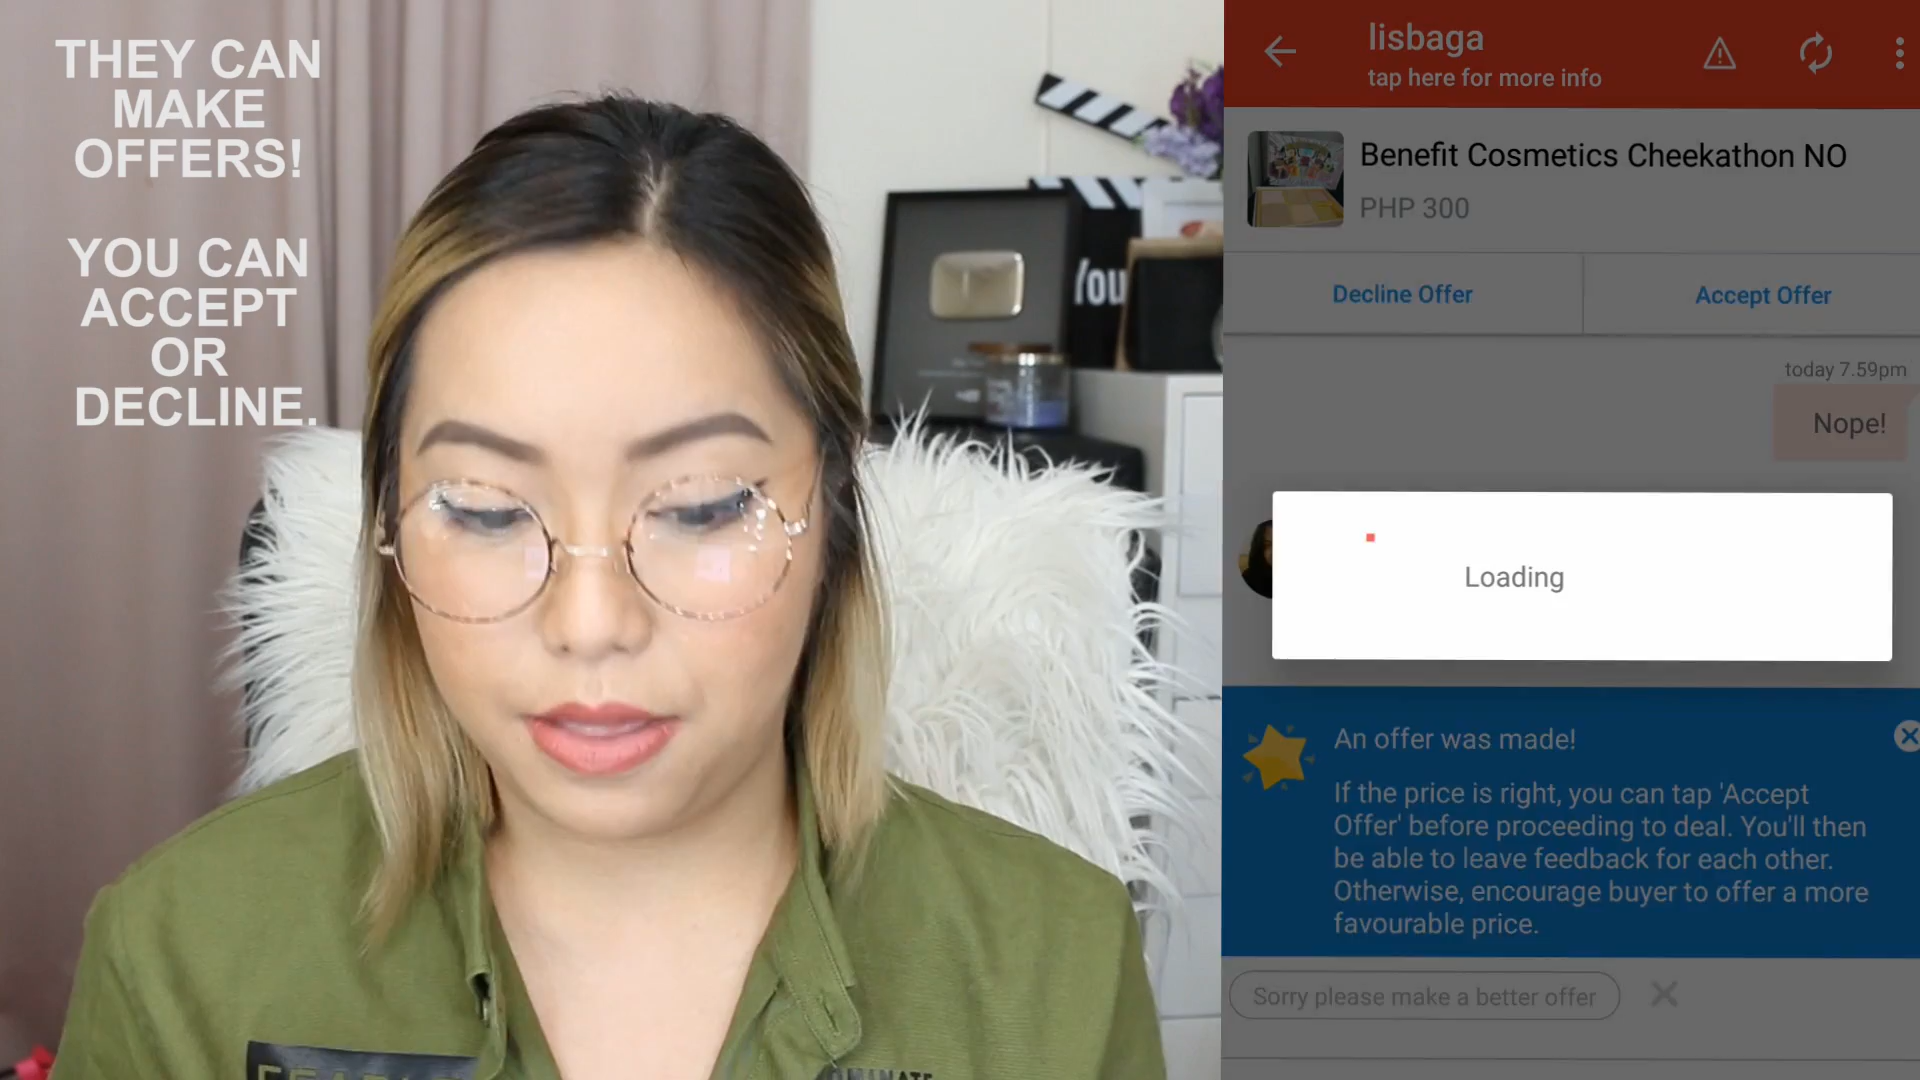 THEY CAN
MAKE
OFFERS!
YOU CAN
ACCEPT
OR
DECLINE.
You
lisbaga
tap here for more info
Benefit Cosmetics Cheekathon NO
PHP 300
Decline Offer
Accept Offer
today 7.59pm
Nope!
Loading
An offer was made!
If the price is right, you can tap 'Accept
Offer' before proceeding to deal. You'll then
be able to leave feedback for each other.
Otherwise, encourage buyer to offer a more
favourable price.
Sorry please make a better offer